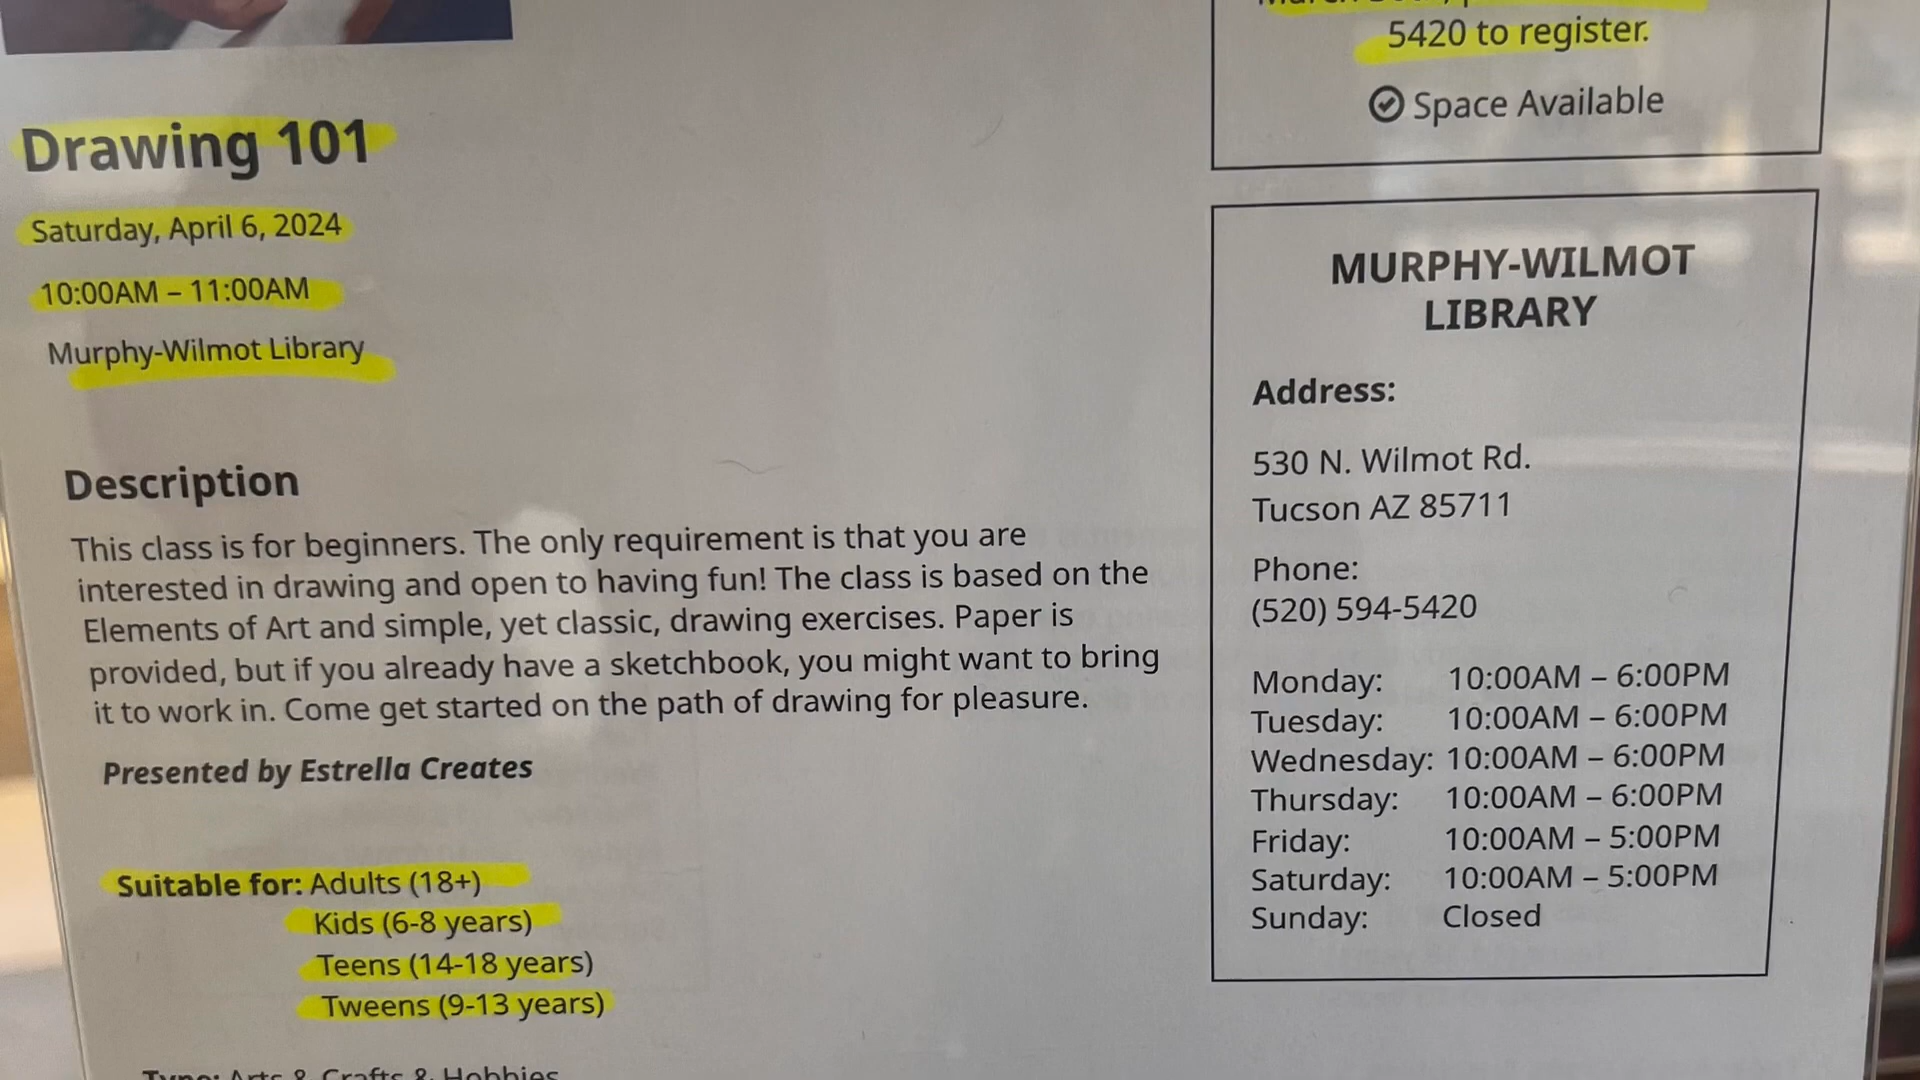 Drawing 101
Saturday, April 6, 2024
10:00AM – 11:00AM
Murphy-Wilmot Library
Description
This class is for beginners. The only requirement is that you are
interested in drawing and open to having fun! The class is based on the
Elements of Art and simple, yet classic, drawing exercises. Paper is
provided, but if you already have a sketchbook, you might want to bring
it to work in. Come get started on the path of drawing for pleasure.
Presented by Estrella Creates
Suitable for: Adults (18+)
Kids (6-8 years)
Teens (14-18 years)
Tweens (9-13 years)
Type: Arts & Crafts & Hobbies
5420 to register.
Space Available
MURPHY-WILMOT
LIBRARY
Address:
530 N. Wilmot Rd.
Tucson AZ 85711
Phone:
(520) 594-5420
Monday: 10:00AM – 6:00PM
Tuesday: 10:00AM – 6:00PM
Wednesday: 10:00AM – 6:00PM
Thursday: 10:00AM – 6:00PM
Friday: 10:00AM – 5:00PM
Saturday: 10:00AM – 5:00PM
Sunday: Closed